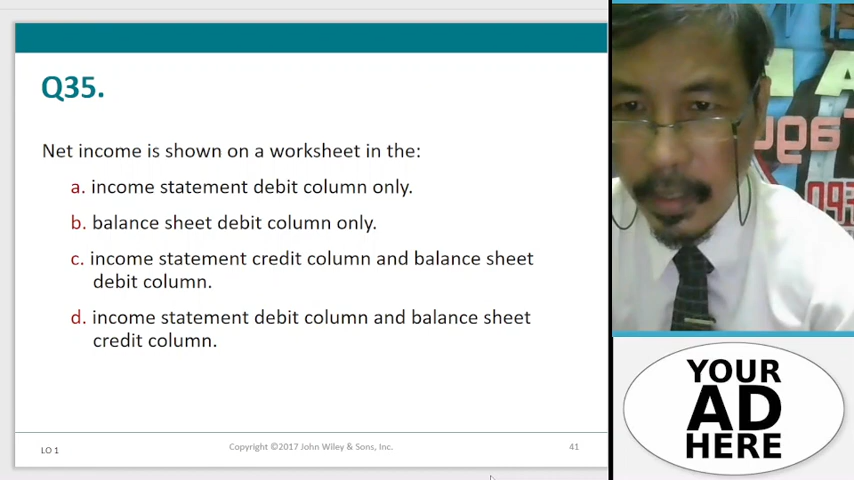 Q35.
Net income is shown on a worksheet in the:
a. income statement debit column only.
b. balance sheet debit column only.
c. income statement credit column and balance sheet
debit column.
d. income statement debit column and balance sheet
credit column.
LO 1
Copyright ©2017 John Wiley & Sons, Inc.
41
YOUR
AD
HERE